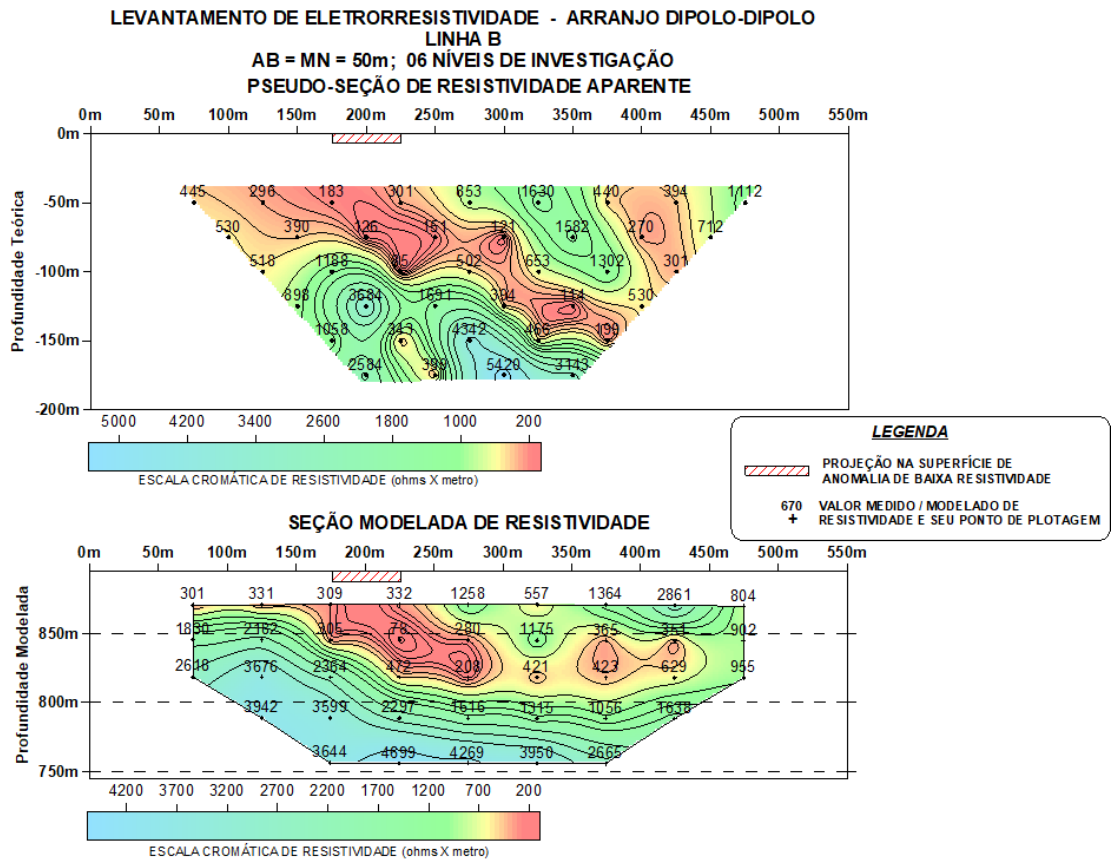 LEVANTAMENTO DE ELETRORRESISTIVIDADE - ARRANJO DIPOLO-DIPOLO
LINHA B
AB = MN = 50m; 06 NÍVEIS DE INVESTIGAÇÃO
PSEUDO-SEÇÃO DE RESISTIVIDADE APARENTE
0m 50m 100m 150m 200m 250m 300m 350m 400m 450m 500m 550m
0m
-50m
-100m
-150m
-200m
Profundidade Teórica
445 296 183 301 853 1630 440 394 1112
530 390 126 151 121 1582 270 712
518 1188 85 502 653 1302 301
898 3684 1691 394 114 530
1058 343 4342 466 199
2584 399 5420 3143
5000 4200 3400 2600 1800 1000 200
ESCALA CROMÁTICA DE RESISTIVIDADE (ohms X metro)
LEGENDA
PROJEÇÃO NA SUPERFÍCIE DE
ANOMALIA DE BAIXA RESISTIVIDADE
670 VALOR MEDIDO / MODELADO DE
+ RESISTIVIDADE E SEU PONTO DE PLOTAGEM
SEÇÃO MODELADA DE RESISTIVIDADE
0m 50m 100m 150m 200m 250m 300m 350m 400m 450m 500m 550m
850m
800m
750m
Profundidade Modelada
301 331 309 332 1258 557 1364 2861 804
1830 2182 305 78 280 1175 365 351 902
2618 3676 2364 472 208 421 423 629 955
3942 3599 2297 1616 1315 1056 1638
3644 4699 4269 3950 2665
4200 3700 3200 2700 2200 1700 1200 700 200
ESCALA CROMÁTICA DE RESISTIVIDADE (ohms X metro)